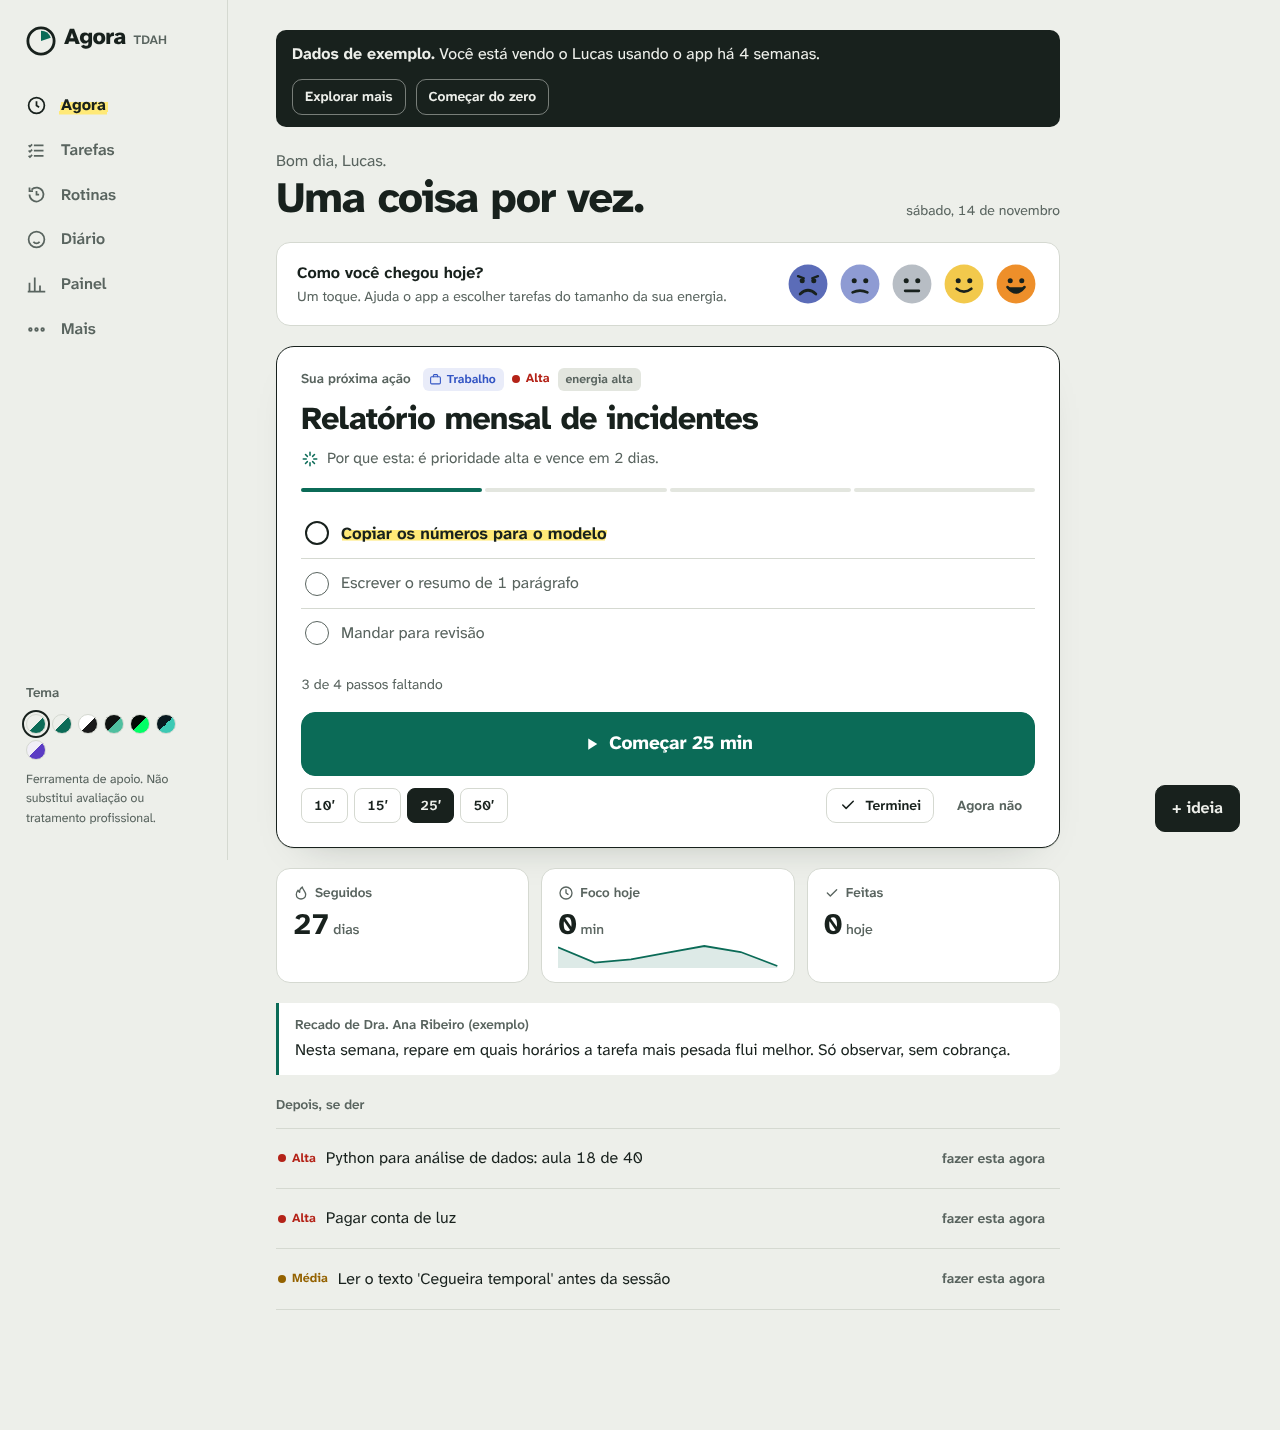 Agora TDAH
Agora
Tarefas
Rotinas
Diário
Painel
Mais
Tema
Ferramenta de apoio. Não
substitui avaliação ou
tratamento profissional.
Dados de exemplo. Você está vendo o Lucas usando o app há 4 semanas.
Explorar mais
Começar do zero
Bom dia, Lucas.
Uma coisa por vez.
sábado, 14 de novembro
Como você chegou hoje?
Um toque. Ajuda o app a escolher tarefas do tamanho da sua energia.
Sua próxima ação Trabalho Alta energia alta
Relatório mensal de incidentes
Por que esta: é prioridade alta e vence em 2 dias.
Copiar os números para o modelo
Escrever o resumo de 1 parágrafo
Mandar para revisão
3 de 4 passos faltando
Começar 25 min
10′ 15′ 25′ 50′ Terminei Agora não
+ ideia
Seguidos
27 dias
Foco hoje
0 min
Feitas
0 hoje
Recado de Dra. Ana Ribeiro (exemplo)
Nesta semana, repare em quais horários a tarefa mais pesada flui melhor. Só observar, sem cobrança.
Depois, se der
Alta Python para análise de dados: aula 18 de 40 fazer esta agora
Alta Pagar conta de luz fazer esta agora
Média Ler o texto 'Cegueira temporal' antes da sessão fazer esta agora